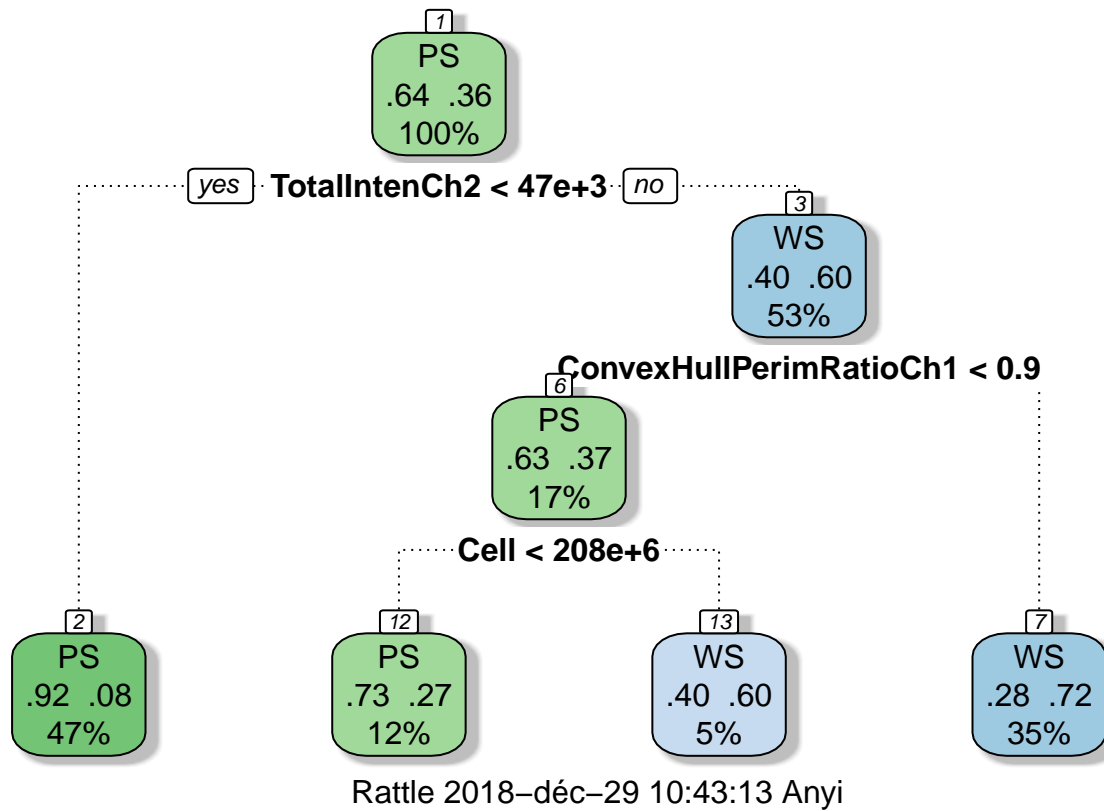 1
PS
.64 .36
100%
yes TotalIntenCh2 < 47e+3 no
3
WS
.40 .60
53%
ConvexHullPerimRatioCh1 < 0.9
6
PS
.63 .37
17%
Cell < 208e+6
2
PS
.92 .08
47%
12
PS
.73 .27
12%
13
WS
.40 .60
5%
7
WS
.28 .72
35%
Rattle 2018–déc–29 10:43:13 Anyi